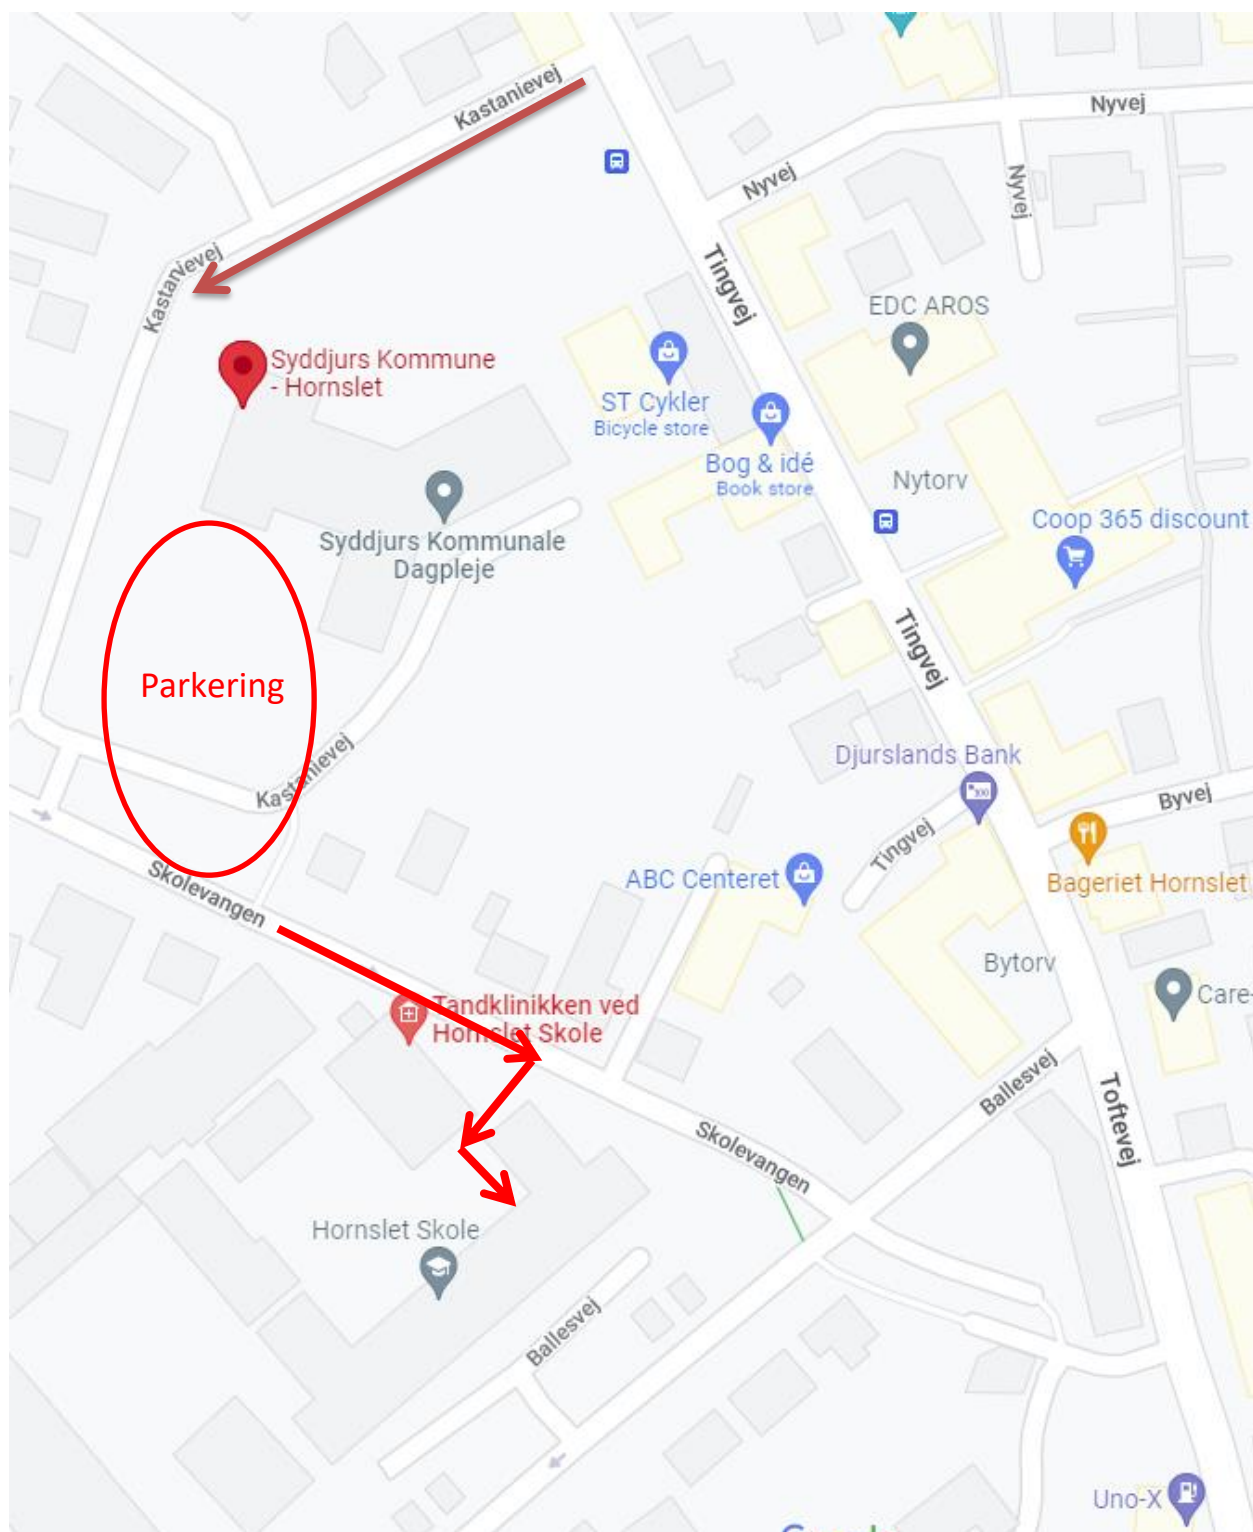 Kastanievej
Nyvej
Nyvej
Nyvej
Kastanievej
Kastanievej
Tingvej
EDC AROS
Syddjurs Kommune
- Hornslet
ST Cykler
Bicycle store
Bog & idé
Book store
Nytorv
Coop 365 discount
Syddjurs Kommunale
Dagpleje
Tingvej
Parkering
Kastanievej
Djurslands Bank
Byvej
Tingvej
Skolevangen
ABC Centeret
Bageriet Hornslet
Bytorv
Care-
Tandklinikken ved
Hornslet Skole
Ballesvej
Toftevej
Skolevangen
Hornslet Skole
Ballesvej
Uno-X